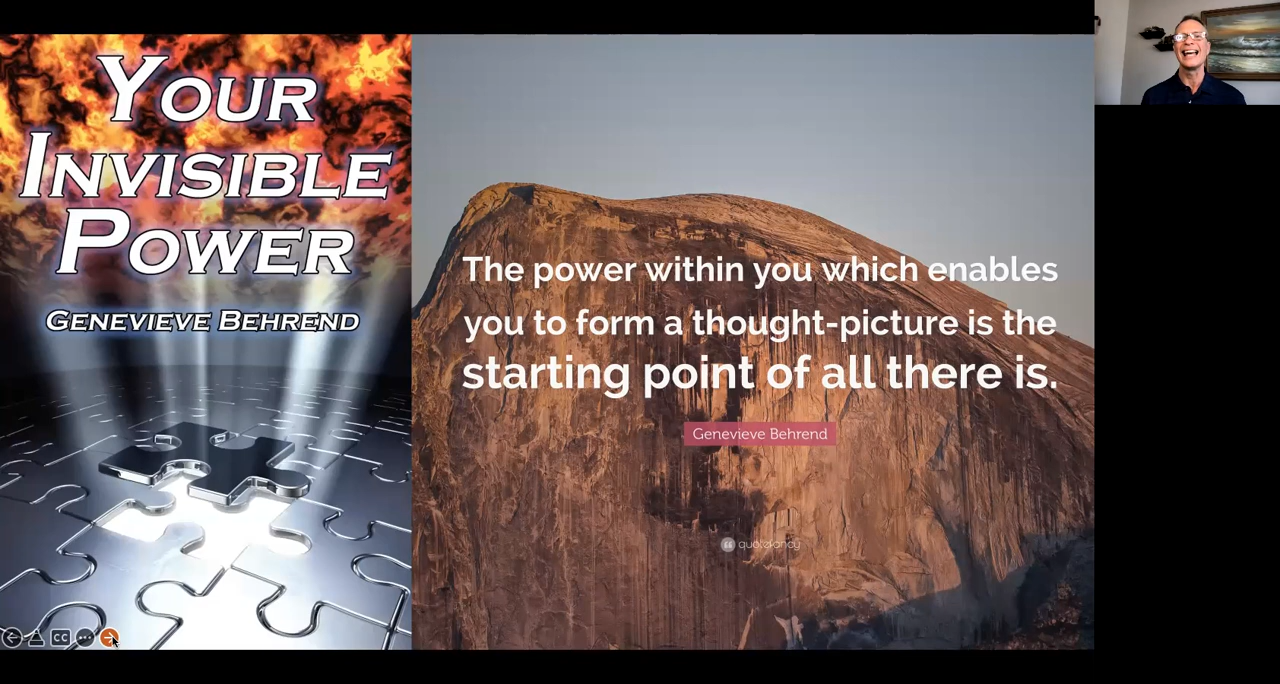 YOUR
INVISIBLE
POWER
GENEVIEVE BEHREND
The power within you which enables
you to form a thought-picture is the
starting point of all there is.
Genevieve Behrend
quotefancy
CC